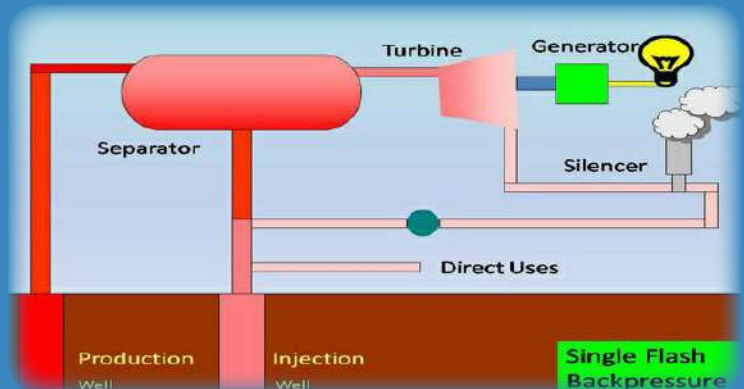 Turbine
Generator
Separator
Silencer
Direct Uses
Production
Well
Injection
Well
Single Flash
Backpressure